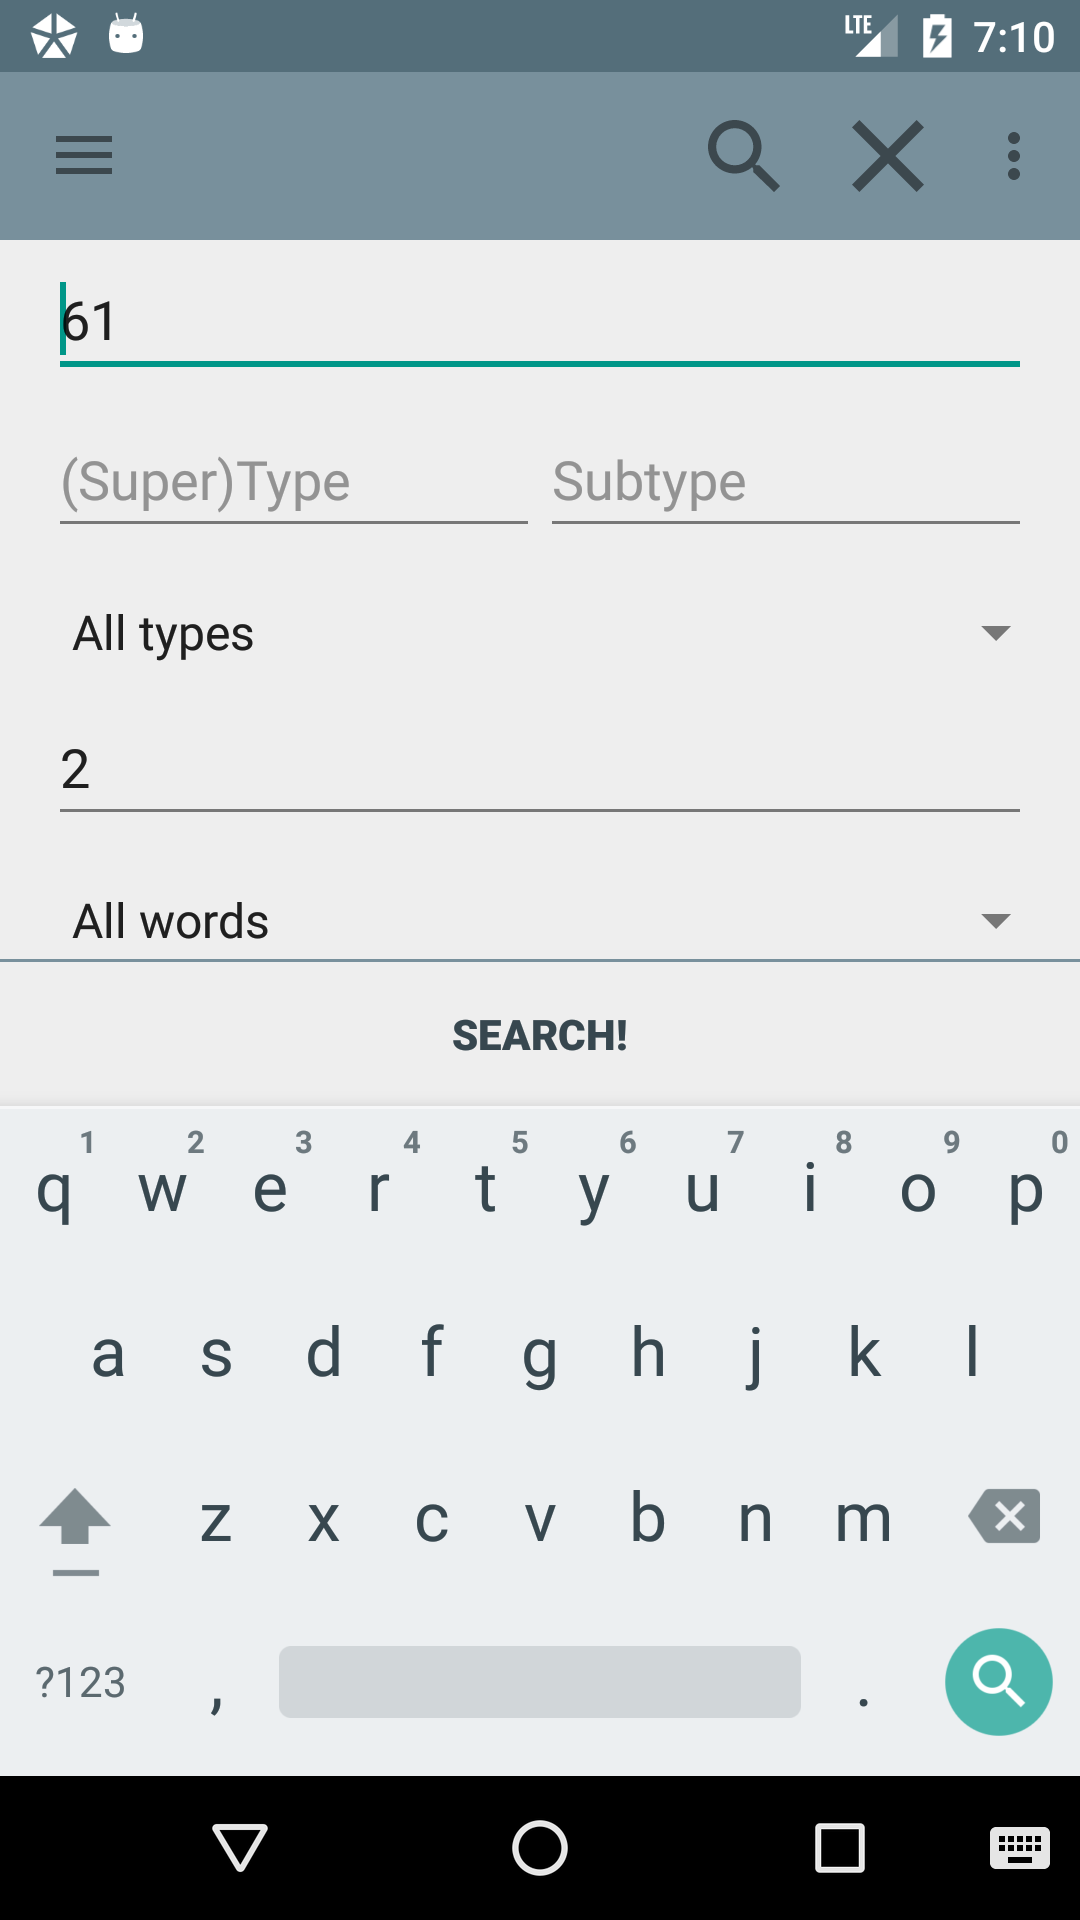 LTE 7:10
61
(Super)Type Subtype
All types
2
All words
SEARCH!
1 2 3 4 5 6 7 8 9 0
q w e r t y u i o p
a s d f g h j k l
z x c v b n m
?123 , .